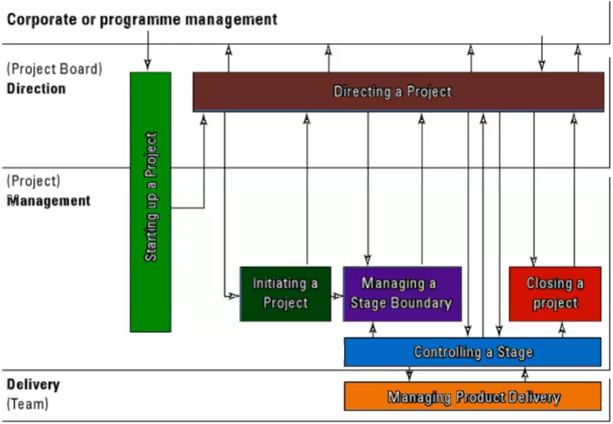 Corporate or programme management
(Project Board)
Direction
Directing a Project
Starting up a Project
(Project)
Management
Initiating a
Project
Managing a
Stage Boundary
Closing a
project
Controlling a Stage
Delivery
(Team)
Managing Product Delivery